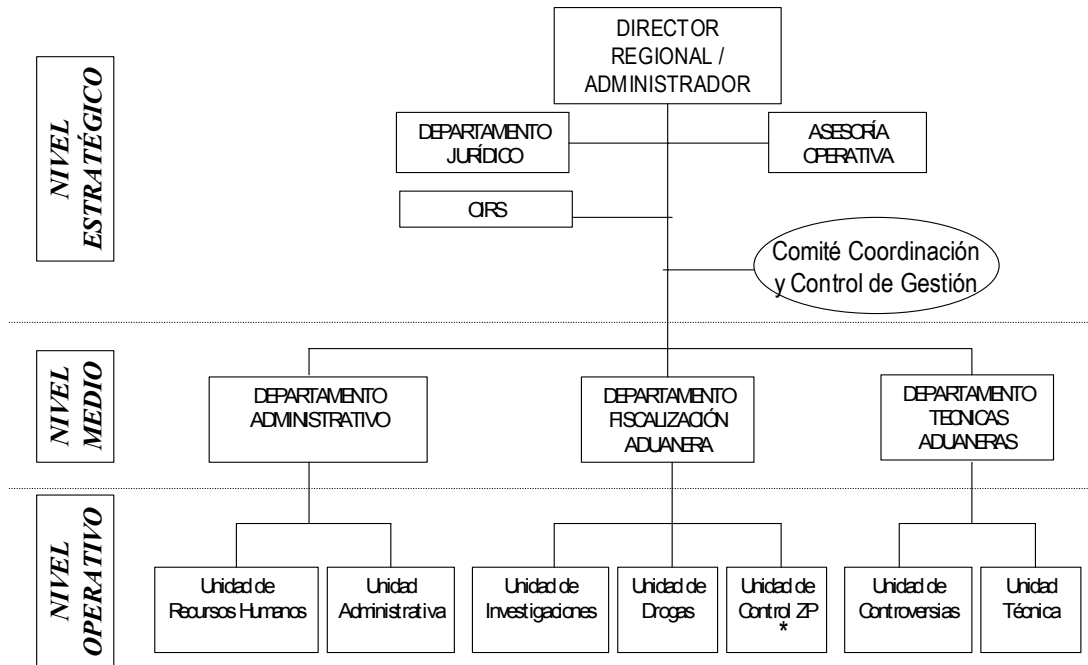 NIVEL
ESTRATÉGICO
DIRECTOR
REGIONAL /
ADMINISTRADOR
DEPARTAMENTO
JURÍDICO
ASESORÍA
OPERATIVA
OIRS
Comité Coordinación
y Control de Gestión
NIVEL
MEDIO
DEPARTAMENTO
ADMINISTRATIVO
DEPARTAMENTO
FISCALIZACIÓN
ADUANERA
DEPARTAMENTO
TECNICAS
ADUANERAS
NIVEL
OPERATIVO
Unidad de
Recursos Humanos
Unidad
Administrativa
Unidad de
Investigaciones
Unidad de
Drogas
Unidad de
Control ZP
*
Unidad de
Controversias
Unidad
Técnica